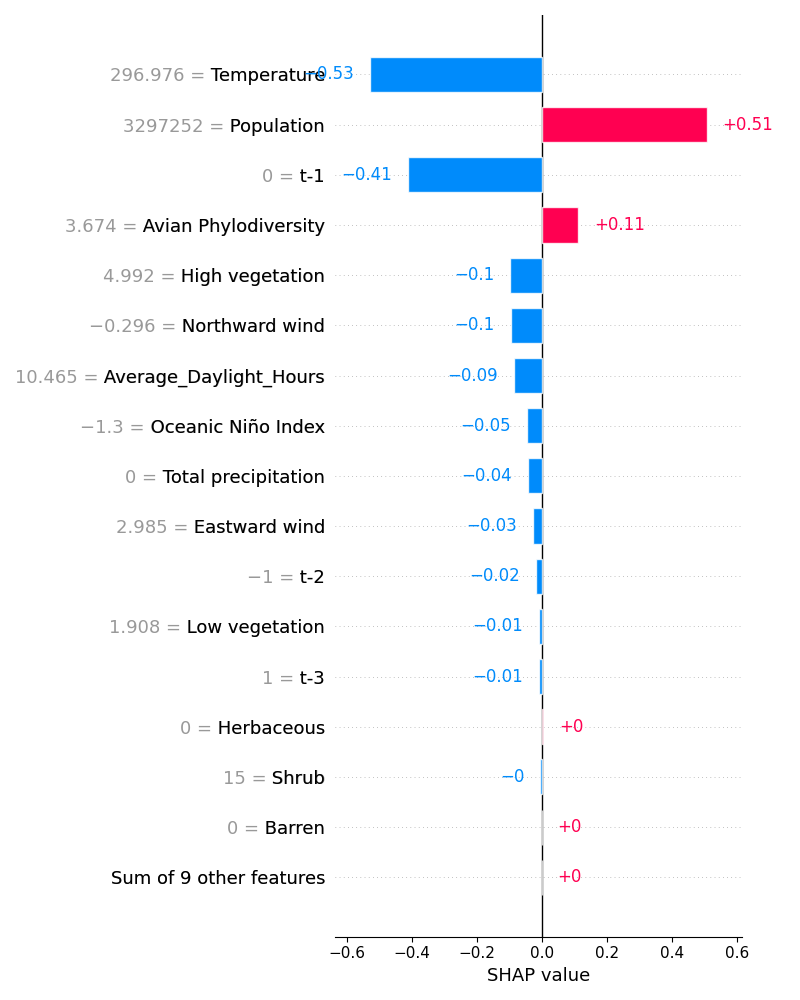 296.976 = Temperature −0.53
3297252 = Population +0.51
0 = t-1 −0.41
3.674 = Avian Phylodiversity +0.11
4.992 = High vegetation −0.1
−0.296 = Northward wind −0.1
10.465 = Average_Daylight_Hours −0.09
−1.3 = Oceanic Niño Index −0.05
0 = Total precipitation −0.04
2.985 = Eastward wind −0.03
−1 = t-2 −0.02
1.908 = Low vegetation −0.01
1 = t-3 −0.01
0 = Herbaceous +0
15 = Shrub −0
0 = Barren +0
Sum of 9 other features +0
−0.6 −0.4 −0.2 0.0 0.2 0.4 0.6
SHAP value